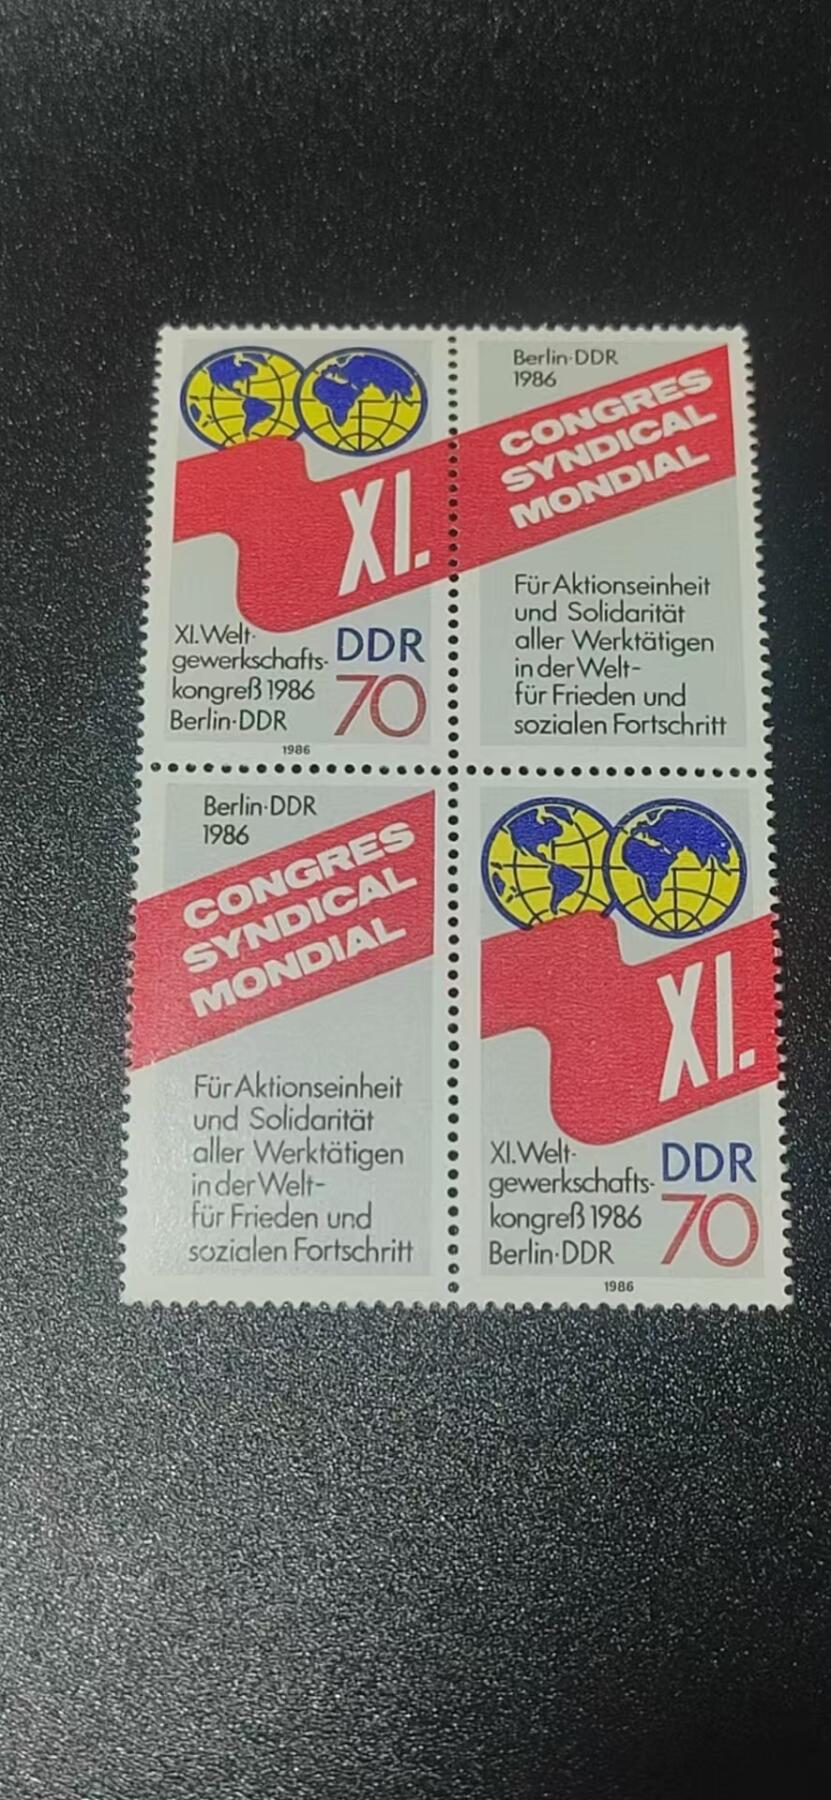 XI.
XI.Welt-
gewerkschafts-
kongreß 1986
Berlin·DDR
DDR
70
1986
Berlin·DDR
1986
CONGRES
SYNDICAL
MONDIAL
Für Aktionseinheit
und Solidarität
aller Werktätigen
in der Welt–
für Frieden und
sozialen Fortschritt
Berlin·DDR
1986
CONGRES
SYNDICAL
MONDIAL
Für Aktionseinheit
und Solidarität
aller Werktätigen
in der Welt–
für Frieden und
sozialen Fortschritt
XI.
XI.Welt-
gewerkschafts-
kongreß 1986
Berlin·DDR
DDR
70
1986